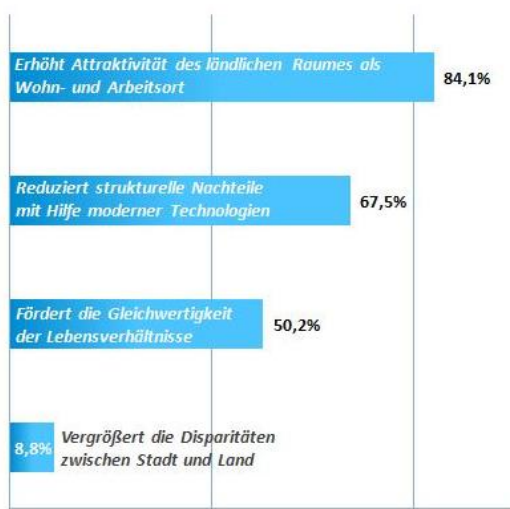 Erhöht Attraktivität des ländlichen Raumes als
Wohn- und Arbeitsort
84,1%
Reduziert strukturelle Nachteile
mit Hilfe moderner Technologien
67,5%
Fördert die Gleichwertigkeit
der Lebensverhältnisse
50,2%
8,8%
Vergrößert die Disparitäten
zwischen Stadt und Land